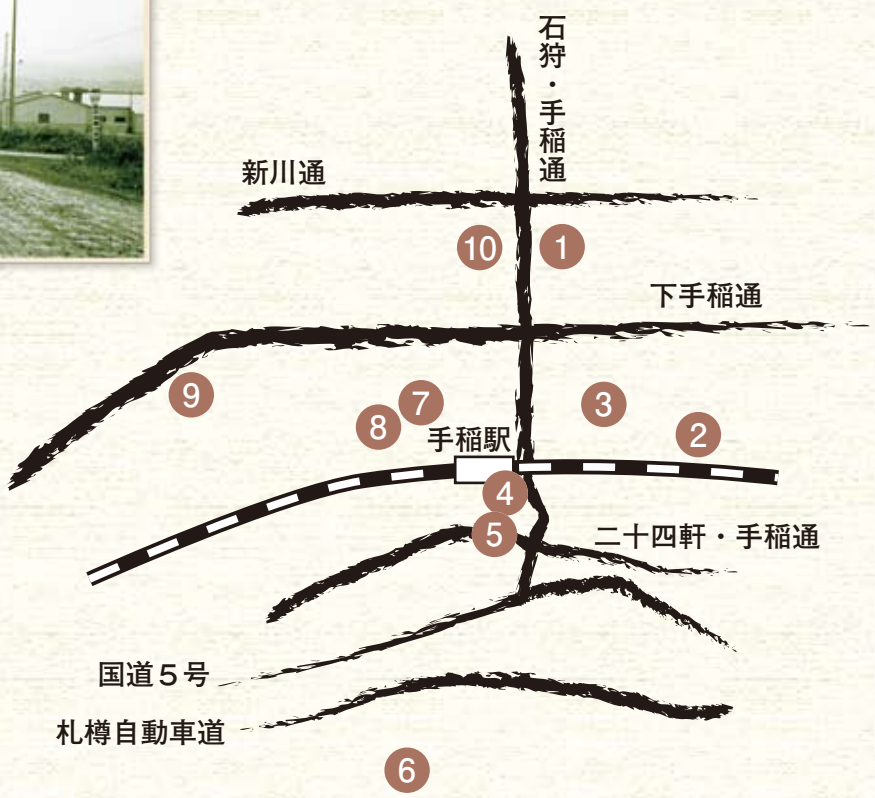 石狩・手稲通
新川通
⑩
①
下手稲通
⑨
⑦
③
⑧
手稲駅
②
④
⑤
二十四軒・手稲通
国道5号
札樽自動車道
⑥